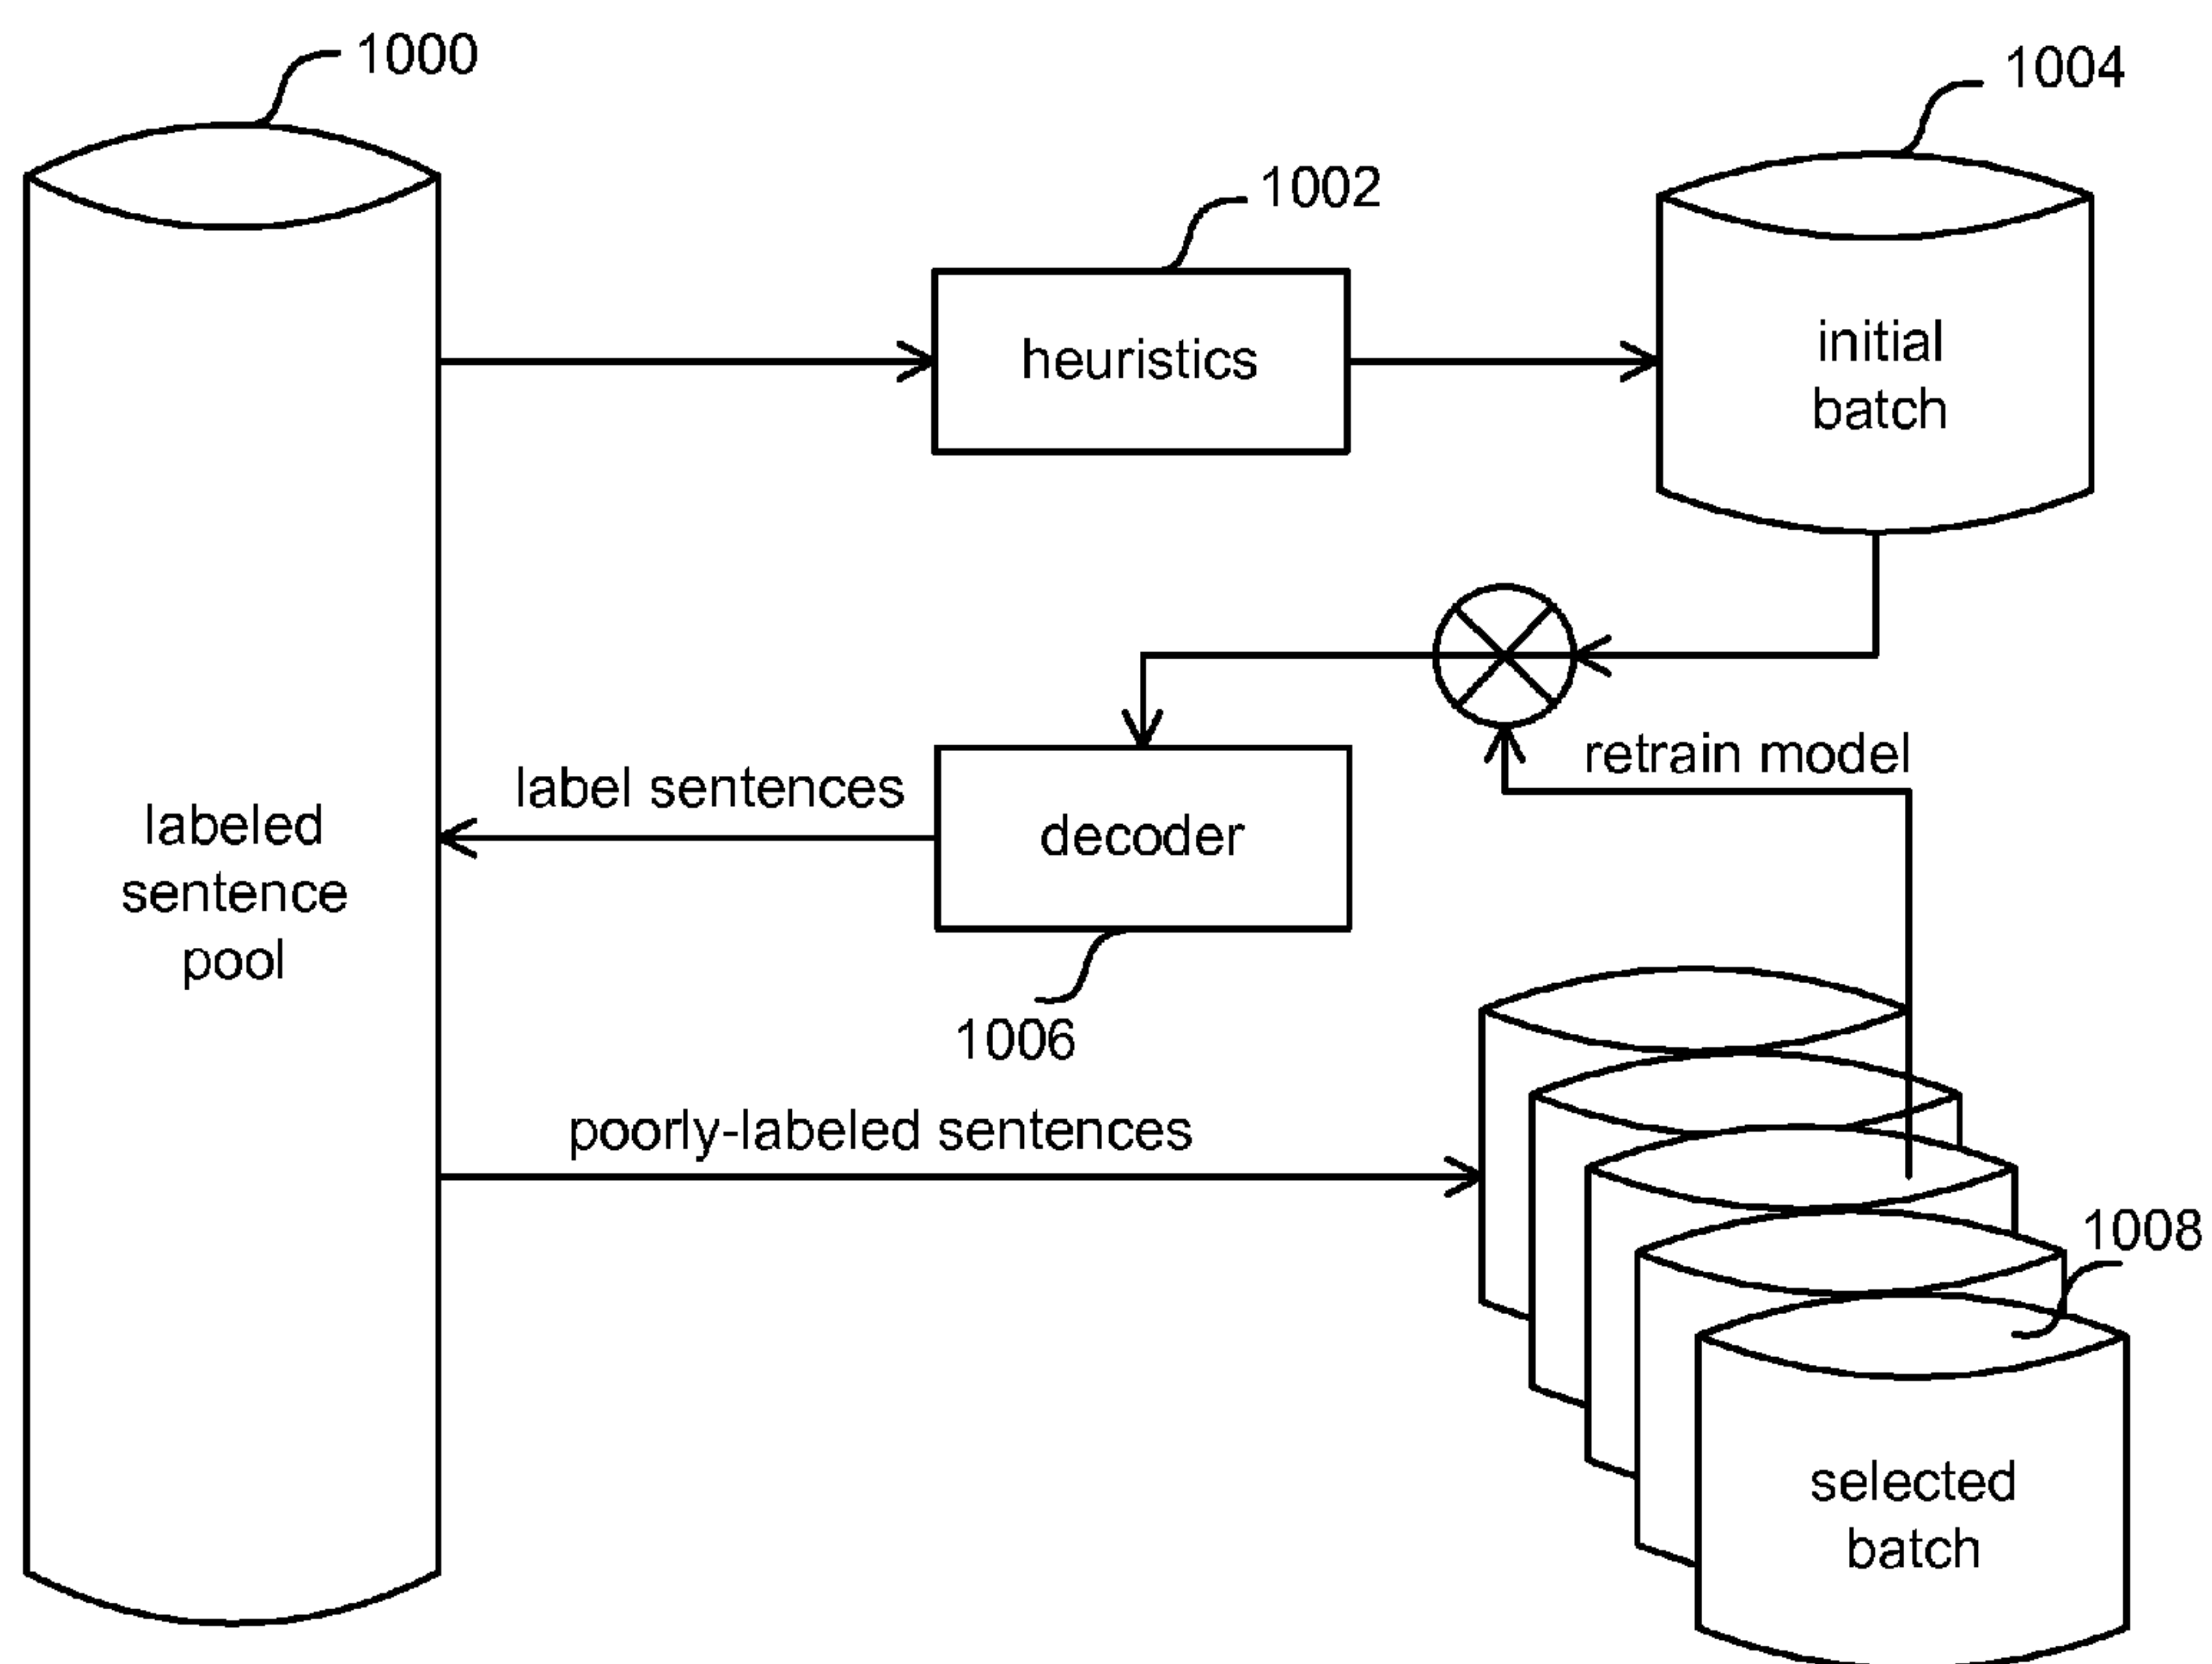 1000
1004
1002
heuristics
initial
batch
retrain model
label sentences
decoder
labeled
sentence
pool
1006
poorly-labeled sentences
1008
selected
batch